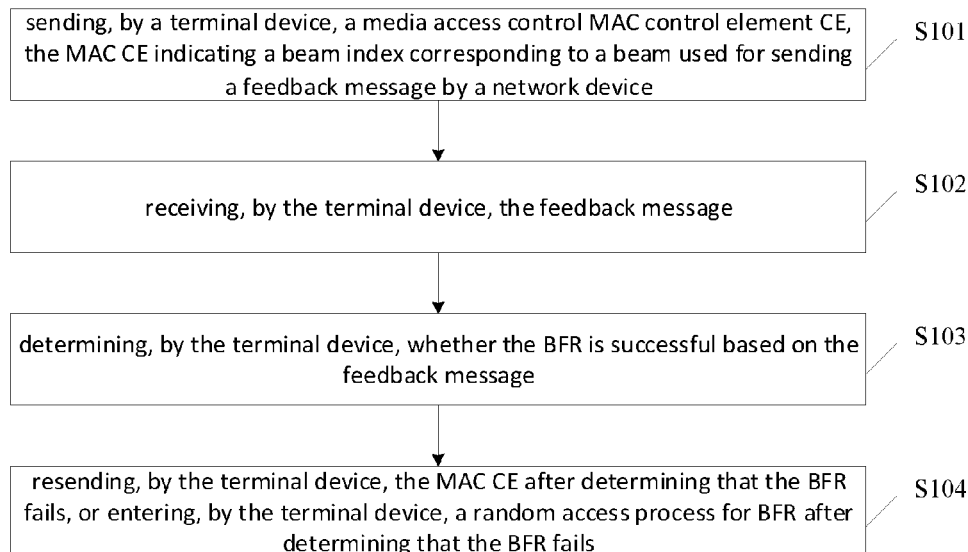 sending, by a terminal device, a media access control MAC control element CE,
the MAC CE indicating a beam index corresponding to a beam used for sending
a feedback message by a network device
S101
receiving, by the terminal device, the feedback message
S102
determining, by the terminal device, whether the BFR is successful based on the
feedback message
S103
resending, by the terminal device, the MAC CE after determining that the BFR
fails, or entering, by the terminal device, a random access process for BFR after
determining that the BFR fails
S104